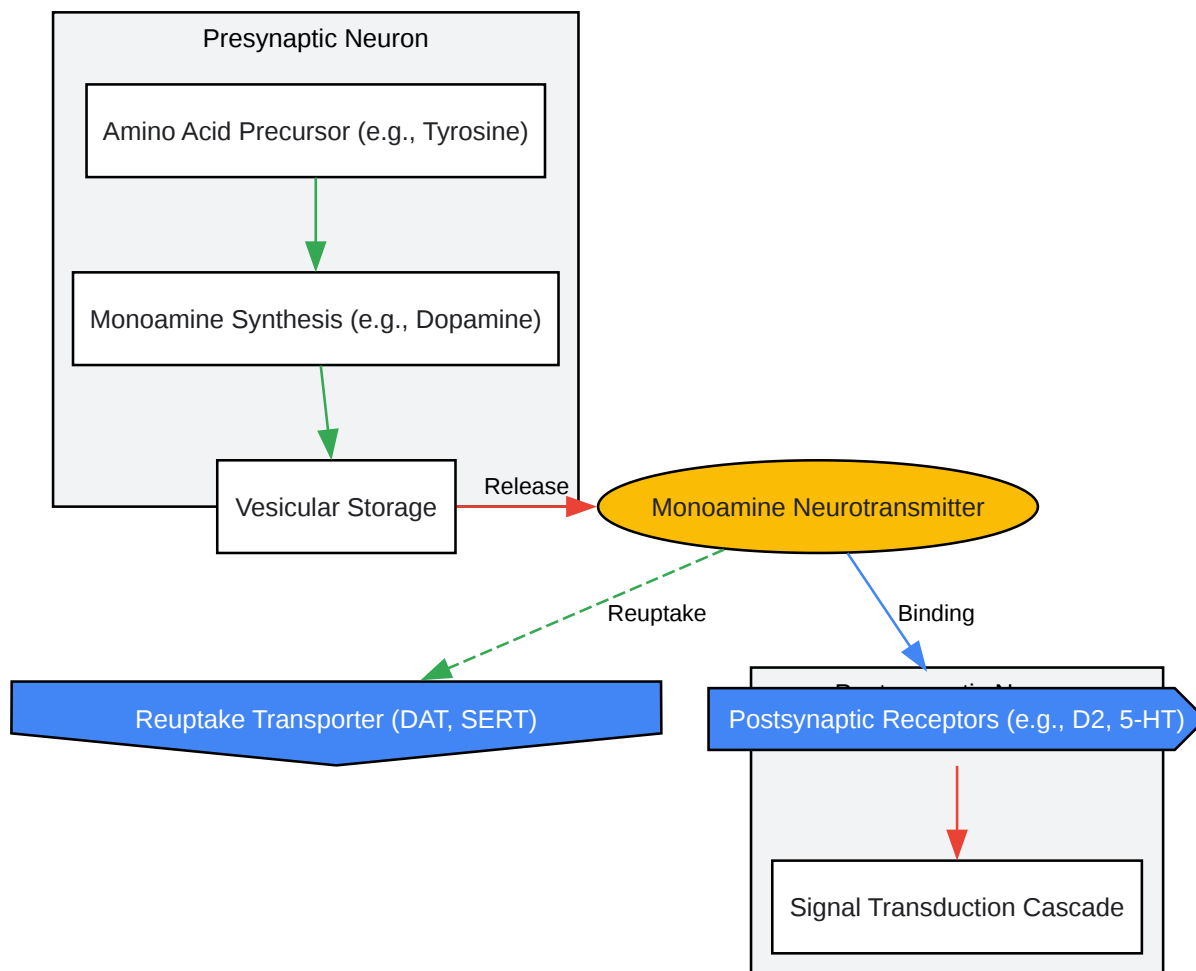 Presynaptic Neuron
Amino Acid Precursor (e.g., Tyrosine)
Monoamine Synthesis (e.g., Dopamine)
Vesicular Storage
Release
Monoamine Neurotransmitter
Reuptake
Binding
Reuptake Transporter (DAT, SERT)
Postsynaptic Receptors (e.g., D2, 5-HT)
Signal Transduction Cascade